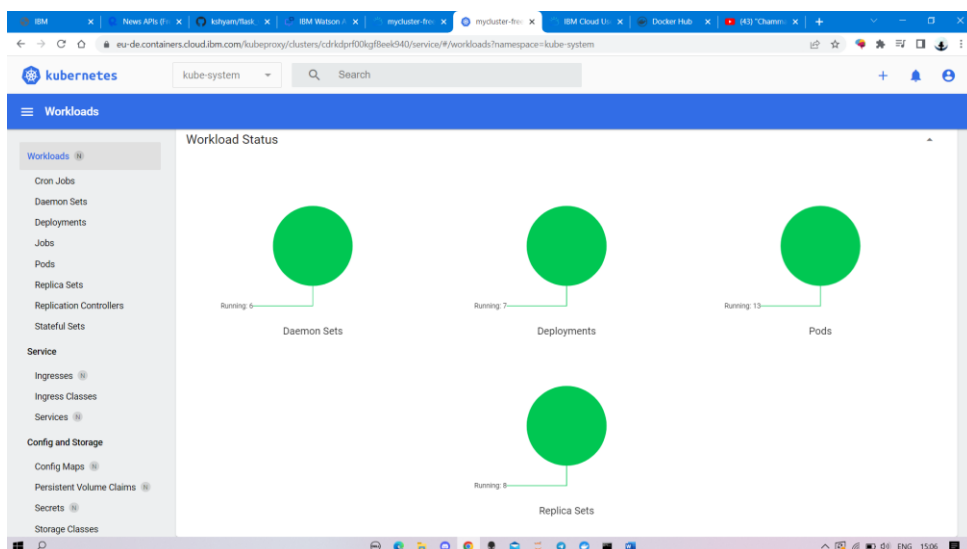 IBM
News APIs (Fre
kshyam/flask_
IBM Watson A
mycluster-free
mycluster-free
IBM Cloud Us
Docker Hub
(43) "Chamm
eu-de.containers.cloud.ibm.com/kubeproxy/clusters/cdrkdprf00kgf8eek940/service/#/workloads?namespace=kube-system
kubernetes
kube-system
Search
Workloads
Workload Status
Workloads N
Cron Jobs
Daemon Sets
Deployments
Jobs
Pods
Replica Sets
Replication Controllers
Stateful Sets
Service
Ingresses N
Ingress Classes
Services N
Config and Storage
Config Maps N
Persistent Volume Claims N
Secrets N
Storage Classes
Running: 6
Daemon Sets
Running: 7
Deployments
Running: 13
Pods
Running: 8
Replica Sets
ENG 15:06